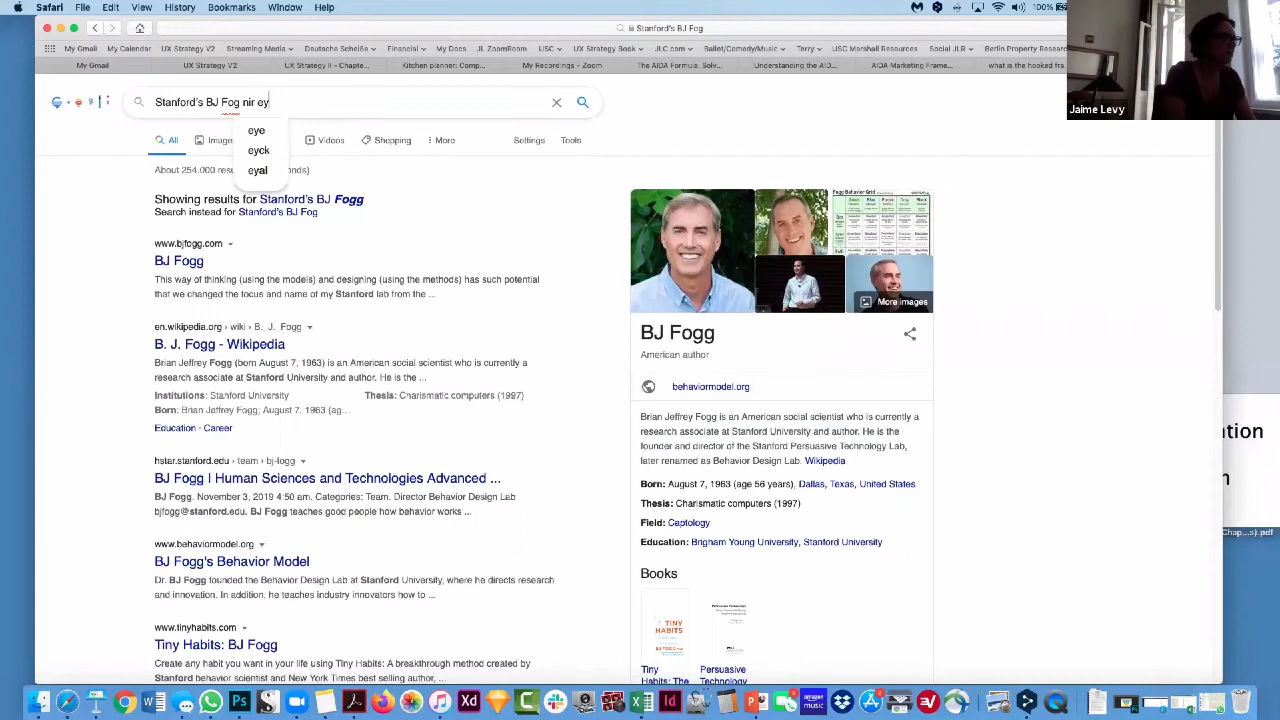 Safari File Edit View History Bookmarks Window Help 100%
Stanford's BJ Fog
My Gmail My Calendar UX Strategy V2 Streaming Media Deutsche Scheiße Financial My Docs JL ZoomRoom USC UX Strategy Book JLC com Ballet/Comedy/Music Terry USC Marshall Resources Social JLR Berlin Property Resear
My Gmail UX Strategy V2 UX Strategy II – Chapte... Kitchen planner: Comp... My Recordings - Zoom The AIDA Formula: Solv... 'Understanding the AID... AIDA Marketing Frame... what is the hooked fra...
Jaime Levy
Stanford's BJ Fog nir ey
eye
eyck
eyal
All Image Videos Shopping More Settings Tools
About 254,000 resu onds)
Showing results for Stanford's BJ Fogg
Search instead for Stanford's BJ Fog
www.bjfogg.com
BJ Fogg
This way of thinking (using the models) and designing (using the methods) has such potential
that we changed the focus and name of my Stanford lab from the ...
en.wikipedia.org › wiki › B._J._Fogg
B. J. Fogg - Wikipedia
Brian Jeffrey Fogg (born August 7, 1963) is an American social scientist who is currently a
research associate at Stanford University and author. He is the ...
Institutions: Stanford University Thesis: Charismatic computers (1997)
Born: Brian Jeffrey Fogg; August 7, 1963 (ag...
Education · Career
hstar.stanford.edu › team › bj-fogg
BJ Fogg | Human Sciences and Technologies Advanced ...
BJ Fogg. November 3, 2019 4:50 am. Categories: Team. Director Behavior Design Lab
bjfogg@stanford.edu. BJ Fogg teaches good people how behavior works ...
www.behaviormodel.org
BJ Fogg's Behavior Model
Dr. BJ Fogg founded the Behavior Design Lab at Stanford University, where he directs research
and innovation. In addition, he teaches industry innovators how to ...
www.tinyhabits.com
Tiny Habits: BJ Fogg
Create any habit you want in your life using Tiny Habits: A breakthrough method created by
Stanford behavior scientist and New York Times best selling author, ...
Fogg Behavior Grid
More images
BJ Fogg
American author
behaviormodel.org
Brian Jeffrey Fogg is an American social scientist who is currently a
research associate at Stanford University and author. He is the
founder and director of the Stanford Persuasive Technology Lab,
later renamed as Behavior Design Lab. Wikipedia
Born: August 7, 1963 (age 56 years), Dallas, Texas, United States
Thesis: Charismatic computers (1997)
Field: Captology
Education: Brigham Young University, Stanford University
Books
TINY
HABITS
BJ FOGG
Tiny
Habits: The
Persuasive
Technology
tion
n
Chap...s).pdf
amazon
music